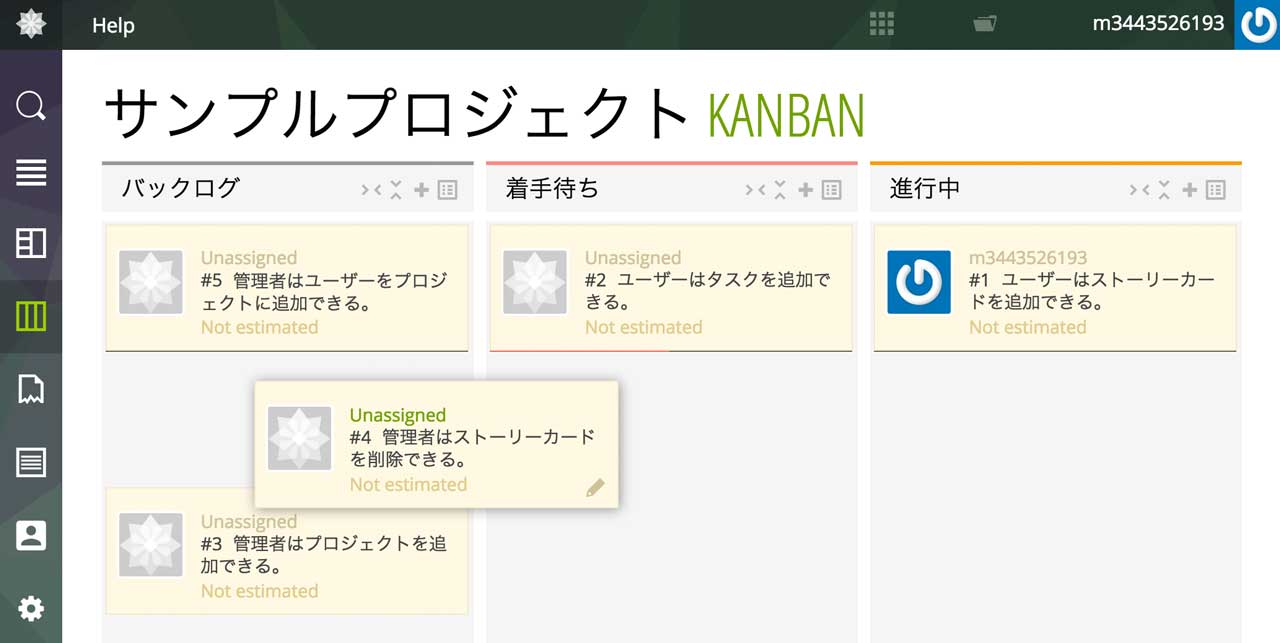 Help
m3443526193
サンプルプロジェクト KANBAN
バックログ
着手待ち
進行中
Unassigned
#5 管理者はユーザーをプロジ
ェクトに追加できる。
Not estimated
Unassigned
#2 ユーザーはタスクを追加で
きる。
Not estimated
m3443526193
#1 ユーザーはストーリーカー
ドを追加できる。
Not estimated
Unassigned
#4 管理者はストーリーカード
を削除できる。
Not estimated
Unassigned
#3 管理者はプロジェクトを追
加できる。
Not estimated